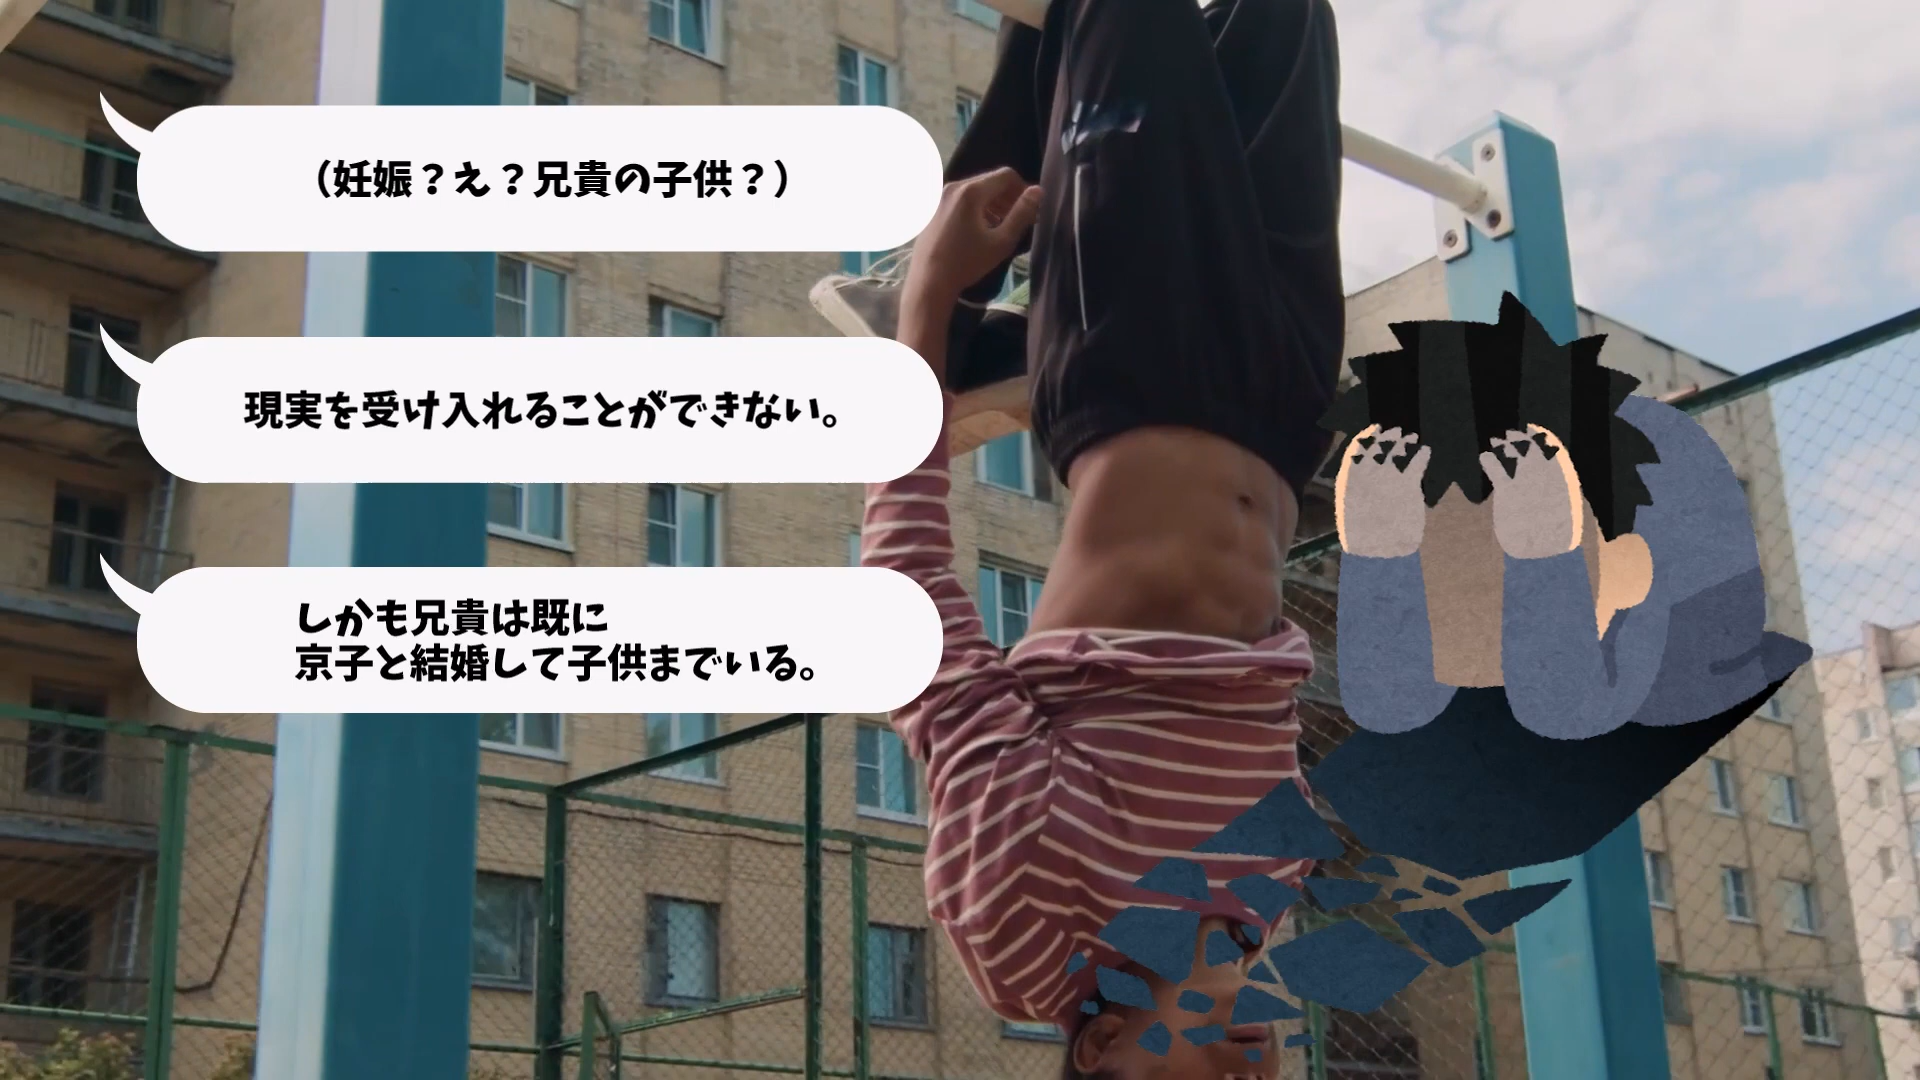 （妊娠？え？兄貴の子供？）
現実を受け入れることができない。
しかも兄貴は既に
京子と結婚して子供までいる。